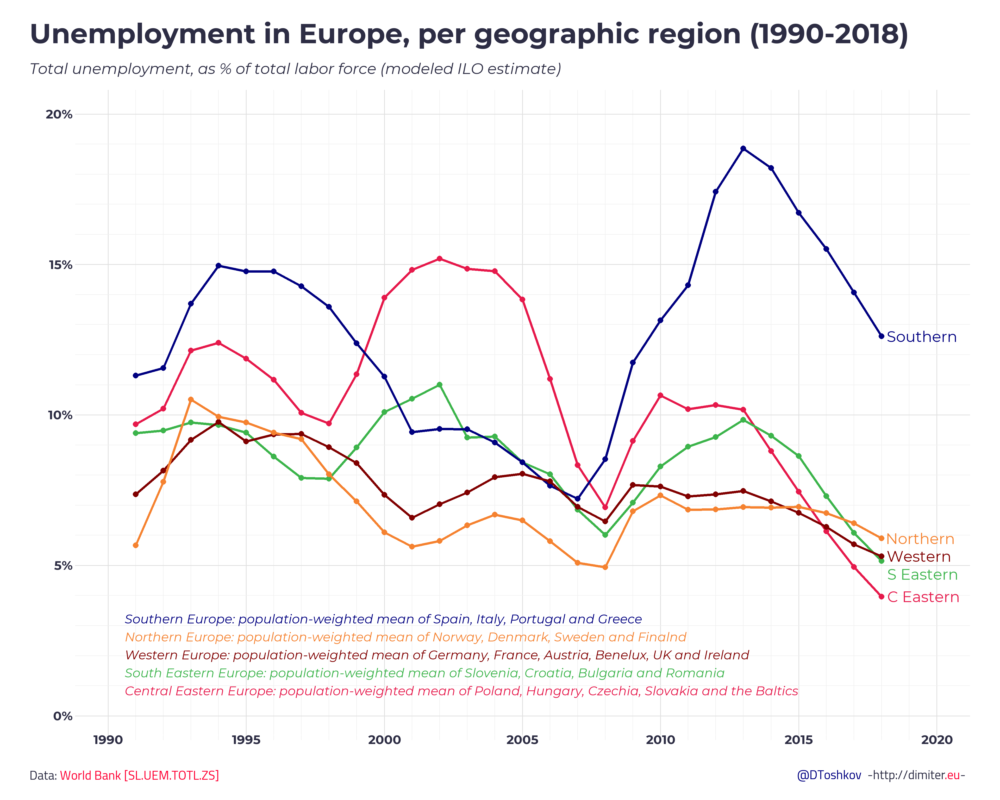 Unemployment in Europe, per geographic region (1990-2018)
Total unemployment, as % of total labor force (modeled ILO estimate)
20%
15%
10%
5%
0%
Southern
Northern
Western
S Eastern
C Eastern
Southern Europe: population-weighted mean of Spain, Italy, Portugal and Greece
Northern Europe: population-weighted mean of Norway, Denmark, Sweden and Finalnd
Western Europe: population-weighted mean of Germany, France, Austria, Benelux, UK and Ireland
South Eastern Europe: population-weighted mean of Slovenia, Croatia, Bulgaria and Romania
Central Eastern Europe: population-weighted mean of Poland, Hungary, Czechia, Slovakia and the Baltics
1990 1995 2000 2005 2010 2015 2020
Data: World Bank [SL.UEM.TOTL.ZS]
@DToshkov -http://dimiter.eu-